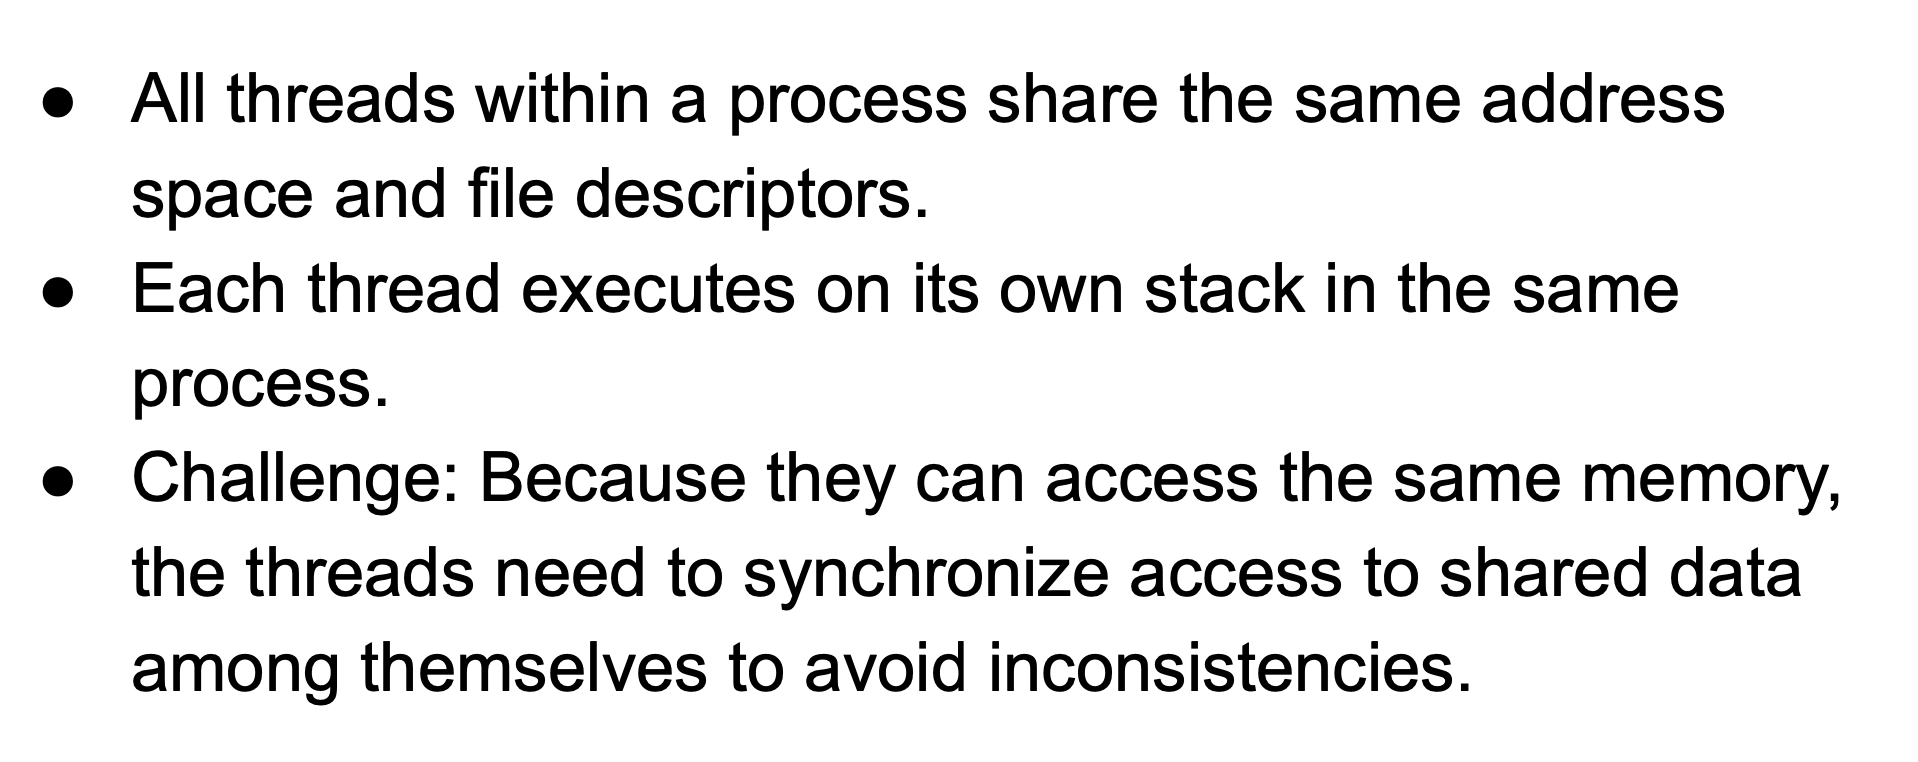 ● All threads within a process share the same address
space and file descriptors.
● Each thread executes on its own stack in the same
process.
● Challenge: Because they can access the same memory,
the threads need to synchronize access to shared data
among themselves to avoid inconsistencies.